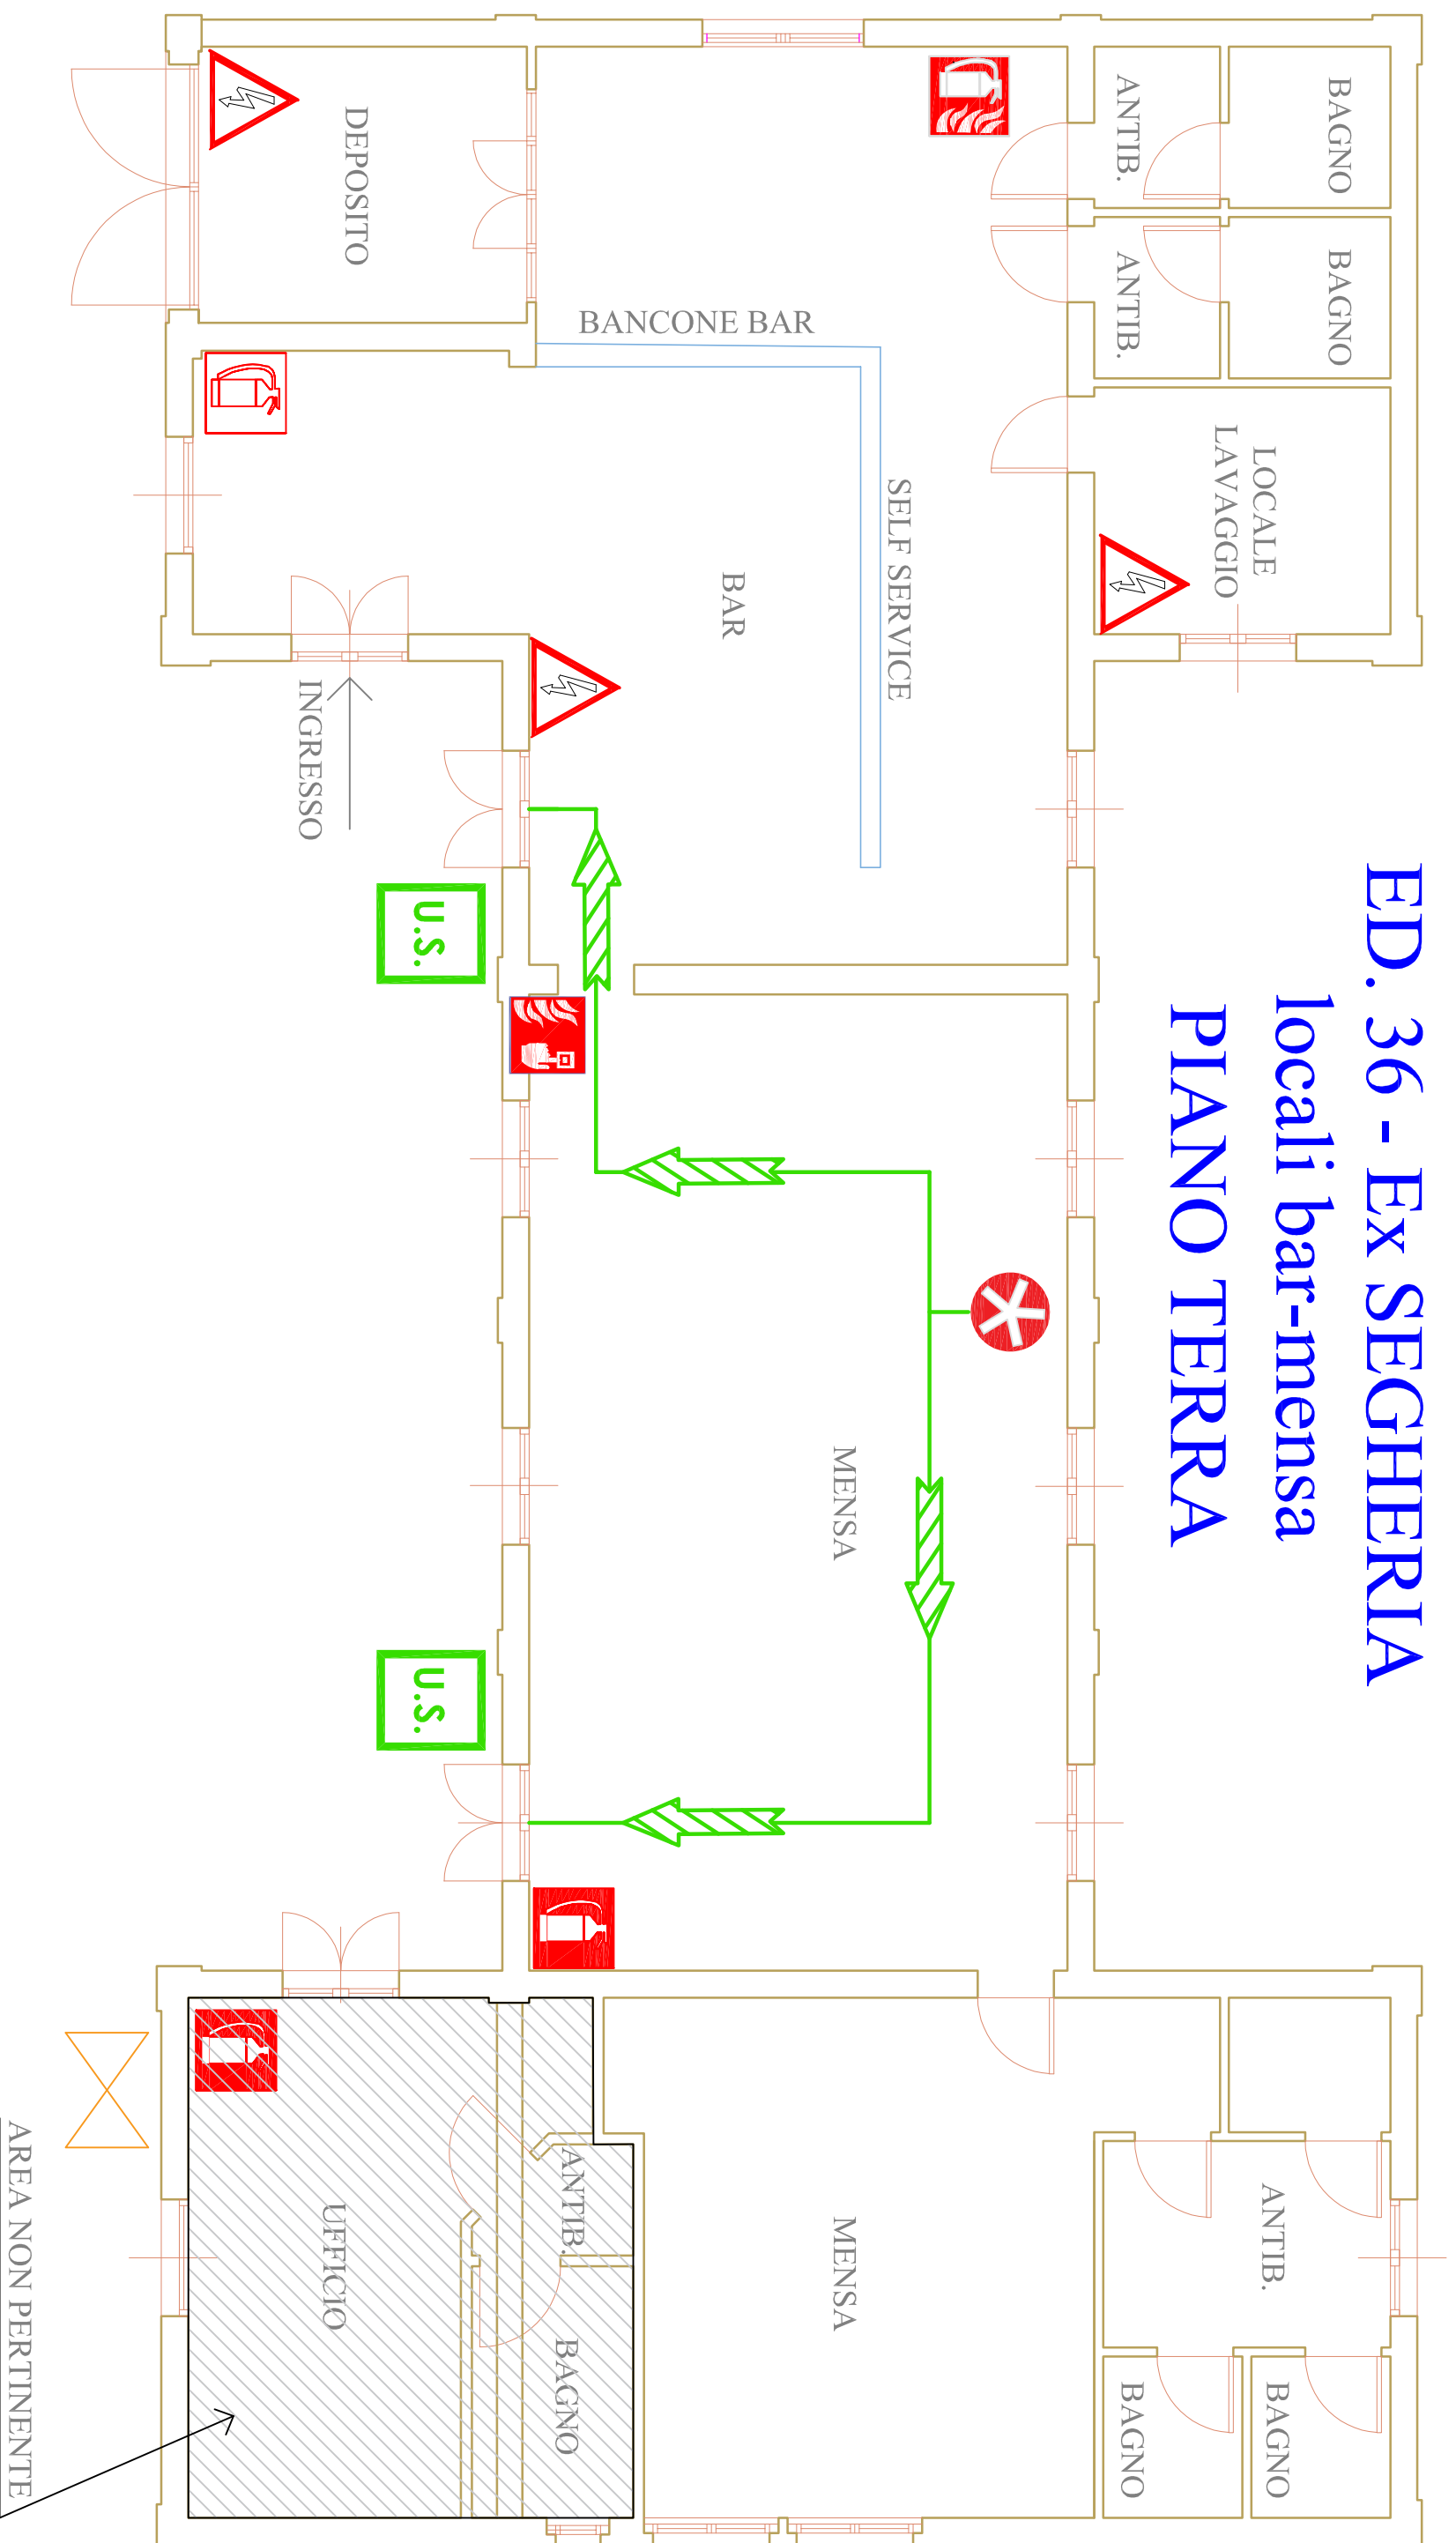 ED. 36 - Ex SEGHERIA
locali bar-mensa
PIANO TERRA
BAGNO
BAGNO
ANTIB.
ANTIB.
LOCALE
LAVAGGIO
SELF SERVICE
BANCONE BAR
BAR
DEPOSITO
INGRESSO
U.S.
MENSA
U.S.
ANTIB.
BAGNO
BAGNO
MENSA
ANTIB.
BAGNO
UFFICIO
AREA NON PERTINENTE